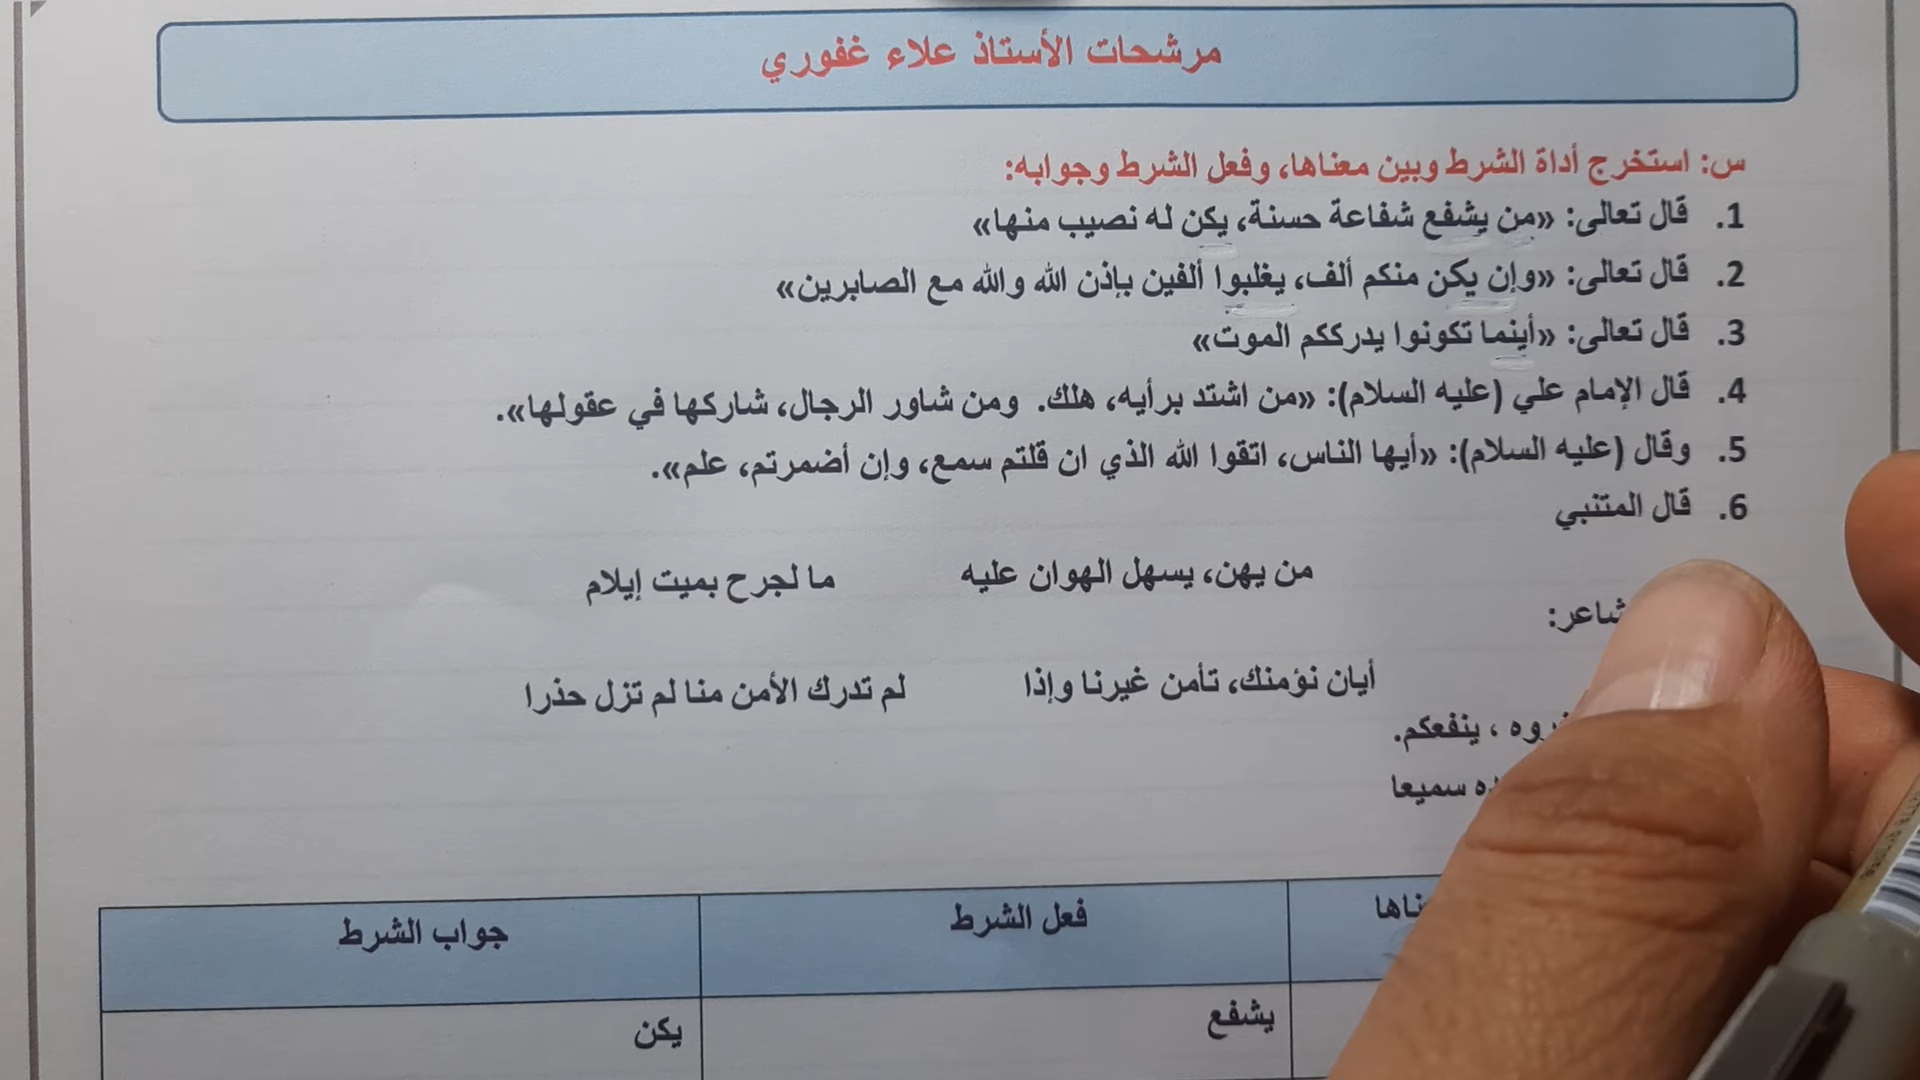 مرشحات الأستاذ علاء غفوري
س: استخرج أداة الشرط وبين معناها، وفعل الشرط وجوابه:
1. قال تعالى: «من يشفع شفاعة حسنة، يكن له نصيب منها»
2. قال تعالى: «وإن يكن منكم ألف، يغلبوا ألفين بإذن الله والله مع الصابرين»
3. قال تعالى: «أينما تكونوا يدرككم الموت»
4. قال الإمام علي (عليه السلام): «من اشتد برأيه، هلك. ومن شاور الرجال، شاركها في عقولها».
5. وقال (عليه السلام): «أيها الناس، اتقوا الله الذي ان قلتم سمع، وإن أضمرتم، علم».
6. قال المتنبي
من يهن، يسهل الهوان عليه ما لجرح بميت إيلام
شاعر:
أيان نؤمنك، تأمن غيرنا وإذا لم تدرك الأمن منا لم تزل حذرا
، ينفعكم.
سميعا
فعل الشرط جواب الشرط
يشفع يكن